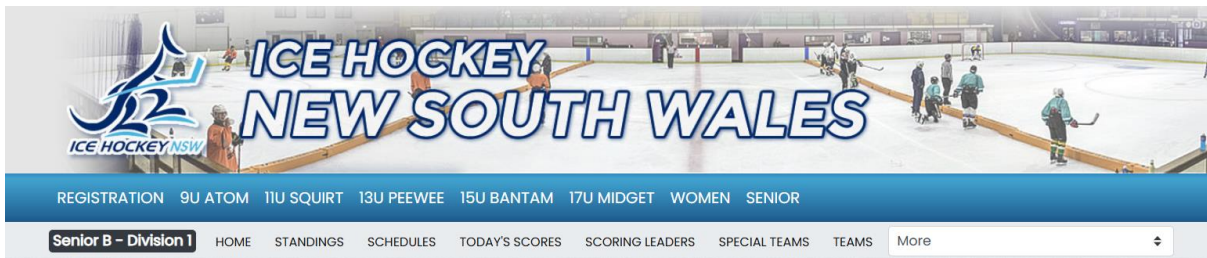 ICE HOCKEY
NEW SOUTH WALES
ICE HOCKEY NSW
REGISTRATION 9U ATOM 11U SQUIRT 13U PEEWEE 15U BANTAM 17U MIDGET WOMEN SENIOR
Senior B - Division 1 HOME STANDINGS SCHEDULES TODAY'S SCORES SCORING LEADERS SPECIAL TEAMS TEAMS More